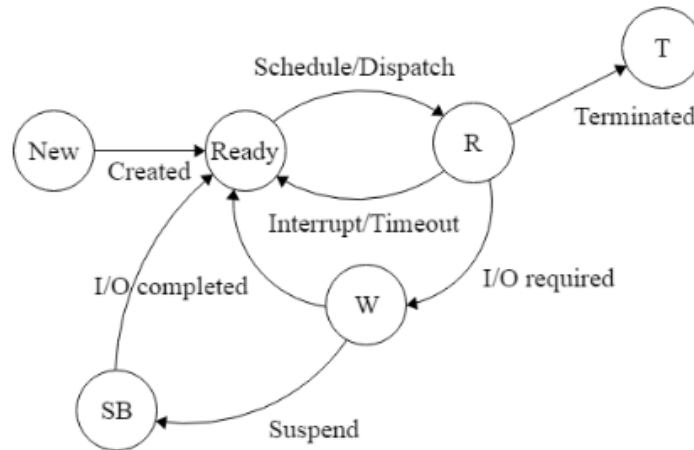 T
Schedule/Dispatch
Terminated
New
Ready
R
Created
Interrupt/Timeout
I/O completed
W
I/O required
SB
Suspend